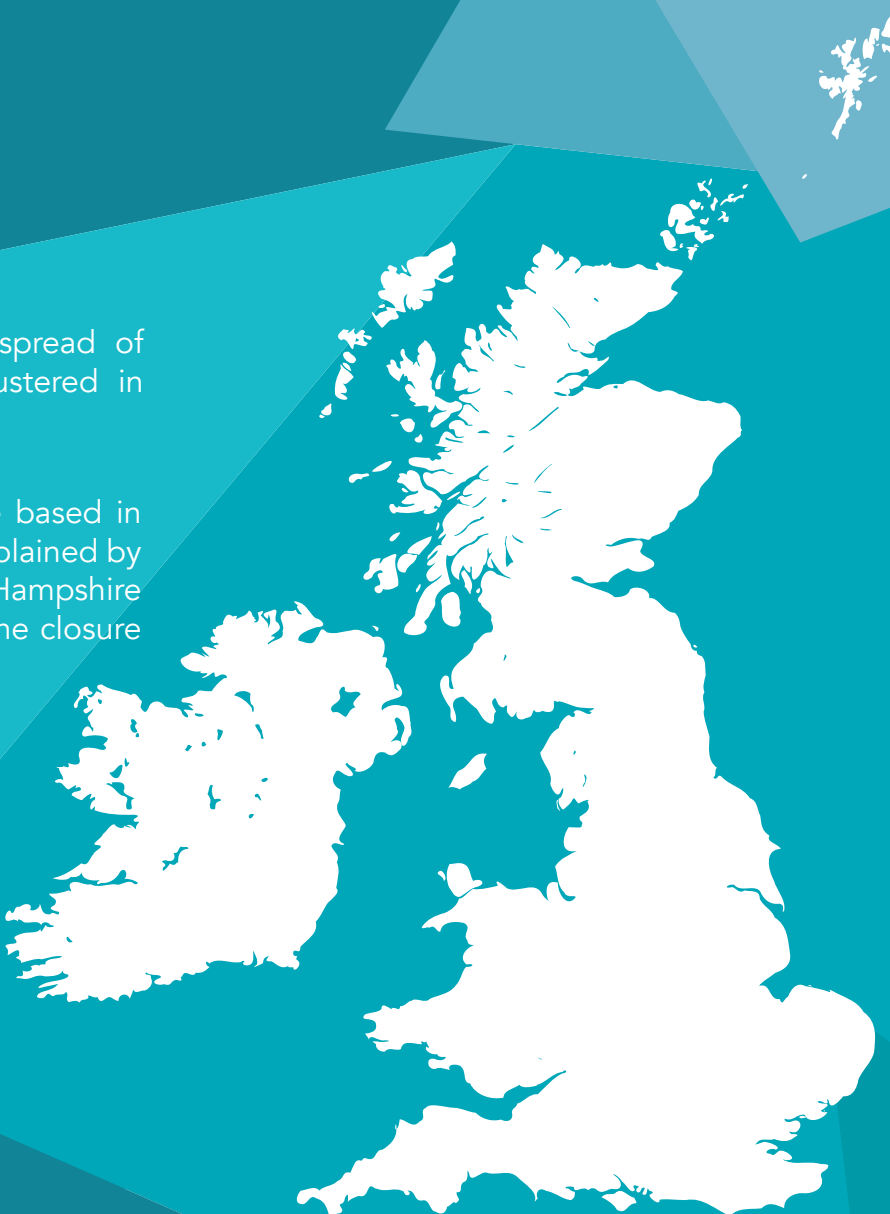 spread of
ustered in
based in
plained by
Hampshire
he closure